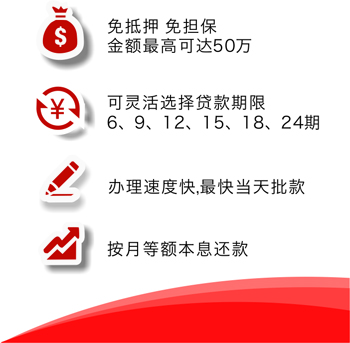 $
免抵押 免担保
金额最高可达50万
¥
可灵活选择贷款期限
6、9、12、15、18、24期
办理速度快,最快当天批款
按月等额本息还款